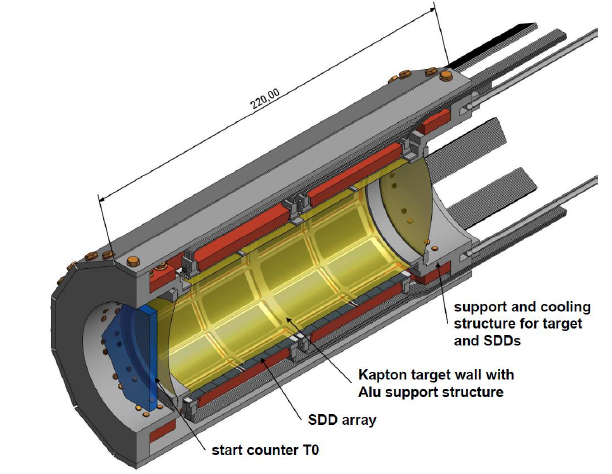 220,00
support and cooling
structure for target
and SDDs
Kapton target wall with
Alu support structure
SDD array
start counter T0